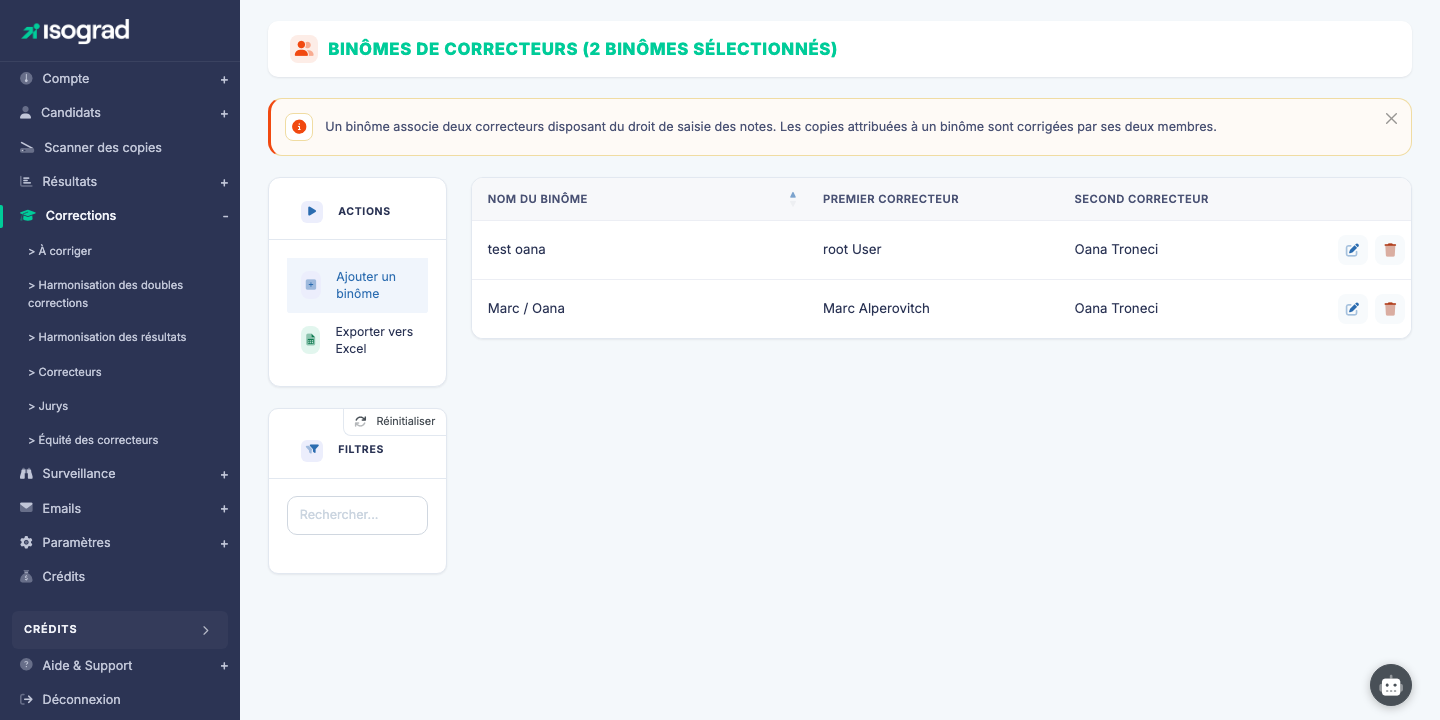 isograd
Compte +
Candidats +
Scanner des copies
Résultats +
Corrections -
> À corriger
> Harmonisation des doubles
corrections
> Harmonisation des résultats
> Correcteurs
> Jurys
> Équité des correcteurs
Surveillance +
Emails +
Paramètres +
Crédits
CRÉDITS
Aide & Support +
Déconnexion
BINÔMES DE CORRECTEURS (2 BINÔMES SÉLECTIONNÉS)
Un binôme associe deux correcteurs disposant du droit de saisie des notes. Les copies attribuées à un binôme sont corrigées par ses deux membres.
ACTIONS
Ajouter un
binôme
Exporter vers
Excel
Réinitialiser
FILTRES
Rechercher...
NOM DU BINÔME PREMIER CORRECTEUR SECOND CORRECTEUR
test oana root User Oana Troneci
Marc / Oana Marc Alperovitch Oana Troneci